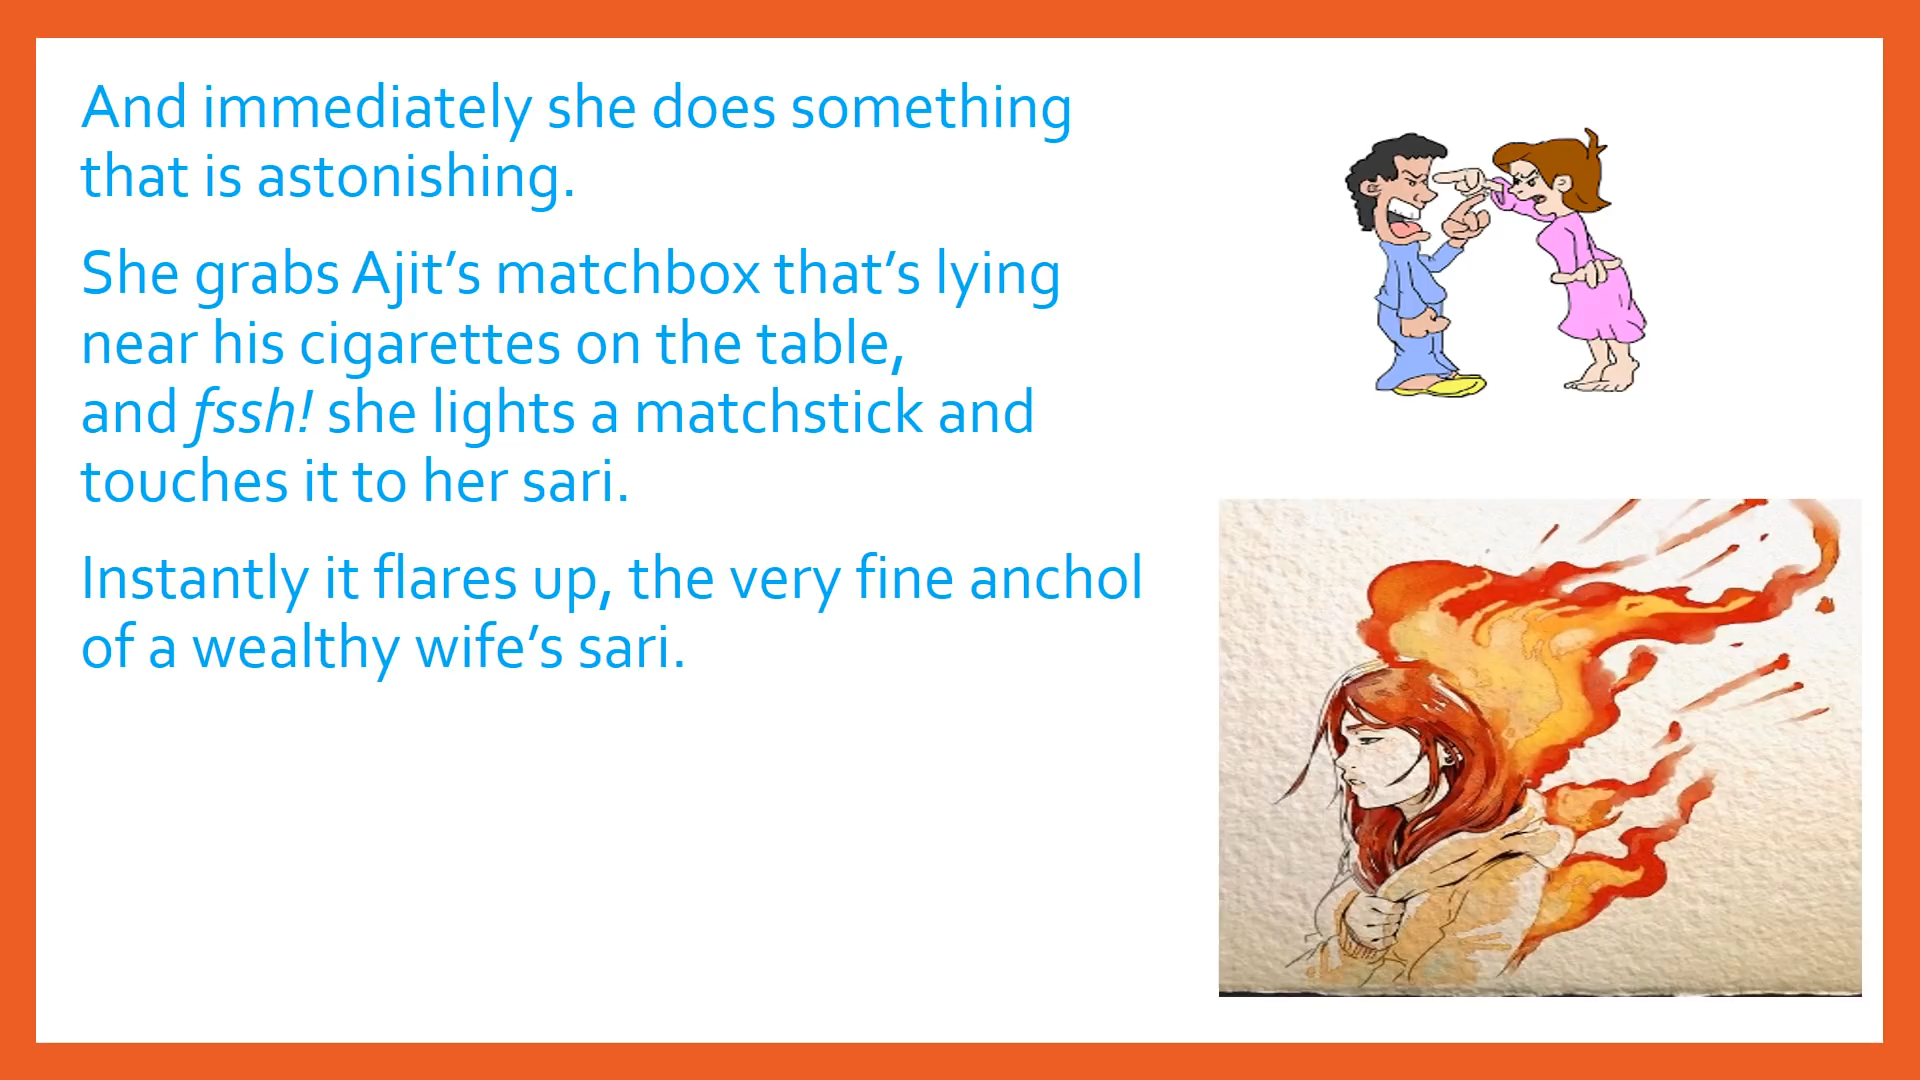 And immediately she does something
that is astonishing.
She grabs Ajit’s matchbox that’s lying
near his cigarettes on the table,
and fssh! she lights a matchstick and
touches it to her sari.
Instantly it flares up, the very fine anchol
of a wealthy wife’s sari.